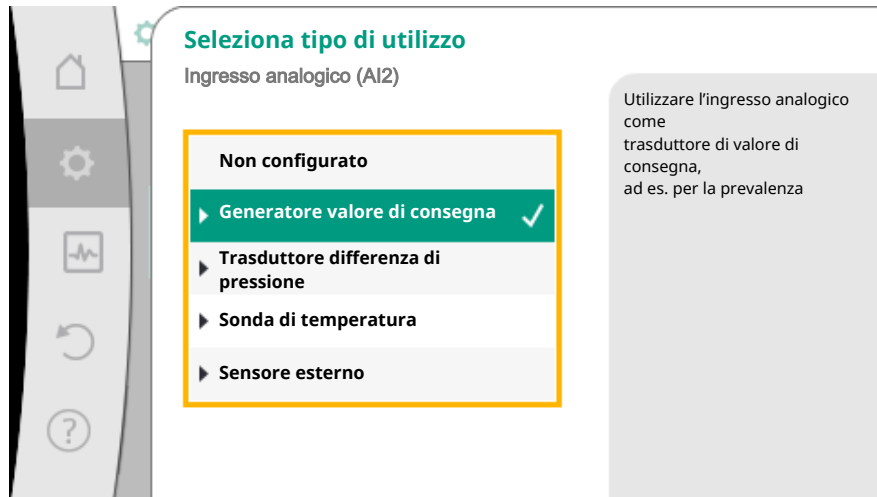 Seleziona tipo di utilizzo
Ingresso analogico (AI2)
Non configurato
Generatore valore di consegna
Trasduttore differenza di
pressione
Sonda di temperatura
Sensore esterno
Utilizzare l'ingresso analogico
come
trasduttore di valore di
consegna,
ad es. per la prevalenza
?